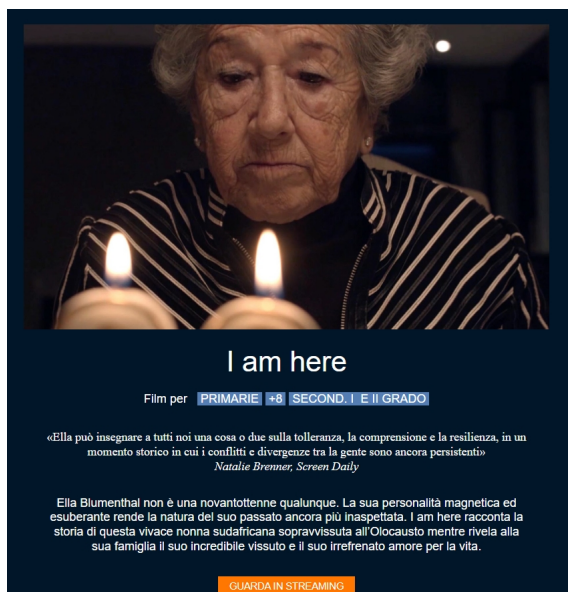 I am here
Film per PRIMARIE +8 SECOND. I E II GRADO
«Ella può insegnare a tutti noi una cosa o due sulla tolleranza, la comprensione e la resilienza, in un
momento storico in cui i conflitti e divergenze tra la gente sono ancora persistenti»
Natalie Brenner, Screen Daily
Ella Blumenthal non è una novantottenne qualunque. La sua personalità magnetica ed
esuberante rende la natura del suo passato ancora più inaspettata. I am here racconta la
storia di questa vivace nonna sudafricana sopravvissuta all'Olocausto mentre rivela alla
sua famiglia il suo incredibile vissuto e il suo irrefrenato amore per la vita.
GUARDA IN STREAMING